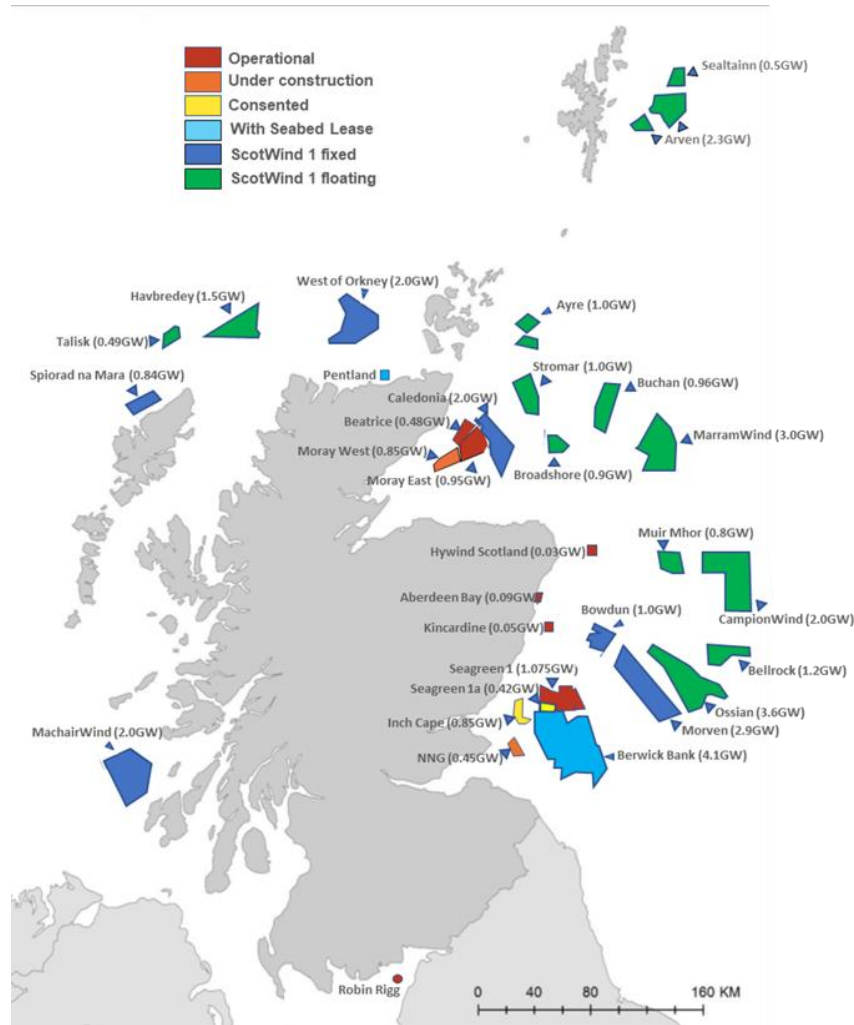 Operational
Under construction
Consented
With Seabed Lease
ScotWind 1 fixed
ScotWind 1 floating
Sealtainn (0.5GW)
Arven (2.3GW)
West of Orkney (2.0GW)
Havbredey (1.5GW)
Ayre (1.0GW)
Talisk (0.49GW)
Stromar (1.0GW)
Spiorad na Mara (0.84GW)
Pentland
Buchan (0.96GW)
Caledonia (2.0GW)
Beatrice (0.48GW)
MarramWind (3.0GW)
Moray West (0.85GW)
Broadshore (0.9GW)
Moray East (0.95GW)
Muir Mhor (0.8GW)
Hywind Scotland (0.03GW)
Aberdeen Bay (0.09GW)
Bowdun (1.0GW)
CampionWind (2.0GW)
Kincardine (0.05GW)
Bellrock (1.2GW)
Seagreen 1 (1.075GW)
Seagreen 1a (0.42GW)
Ossian (3.6GW)
Inch Cape (0.85GW)
Morven (2.9GW)
MachairWind (2.0GW)
NNG (0.45GW)
Berwick Bank (4.1GW)
Robin Rigg
0 40 80 160 KM